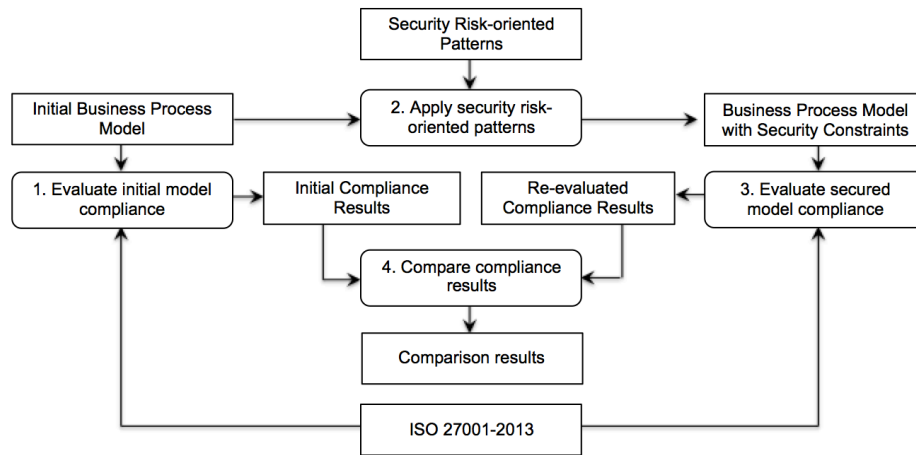 Security Risk-oriented
Patterns
Initial Business Process
Model
2. Apply security risk-
oriented patterns
Business Process Model
with Security Constraints
1. Evaluate initial model
compliance
Initial Compliance
Results
Re-evaluated
Compliance Results
3. Evaluate secured
model compliance
4. Compare compliance
results
Comparison results
ISO 27001-2013